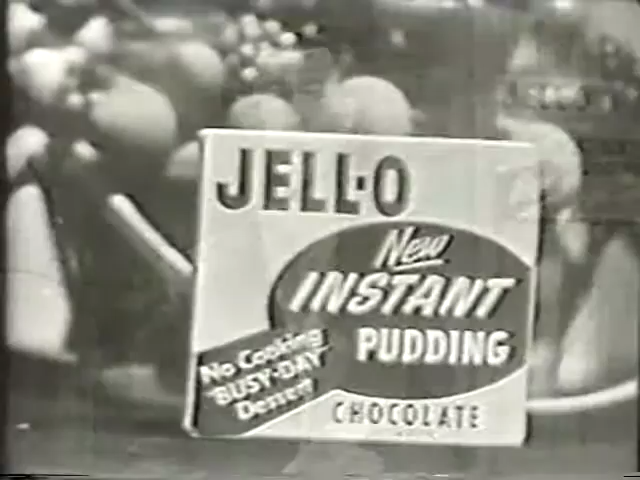 JELL-O
New
INSTANT
PUDDING
No Cooking
"BUSY-DAY"
Dessert
CHOCOLATE